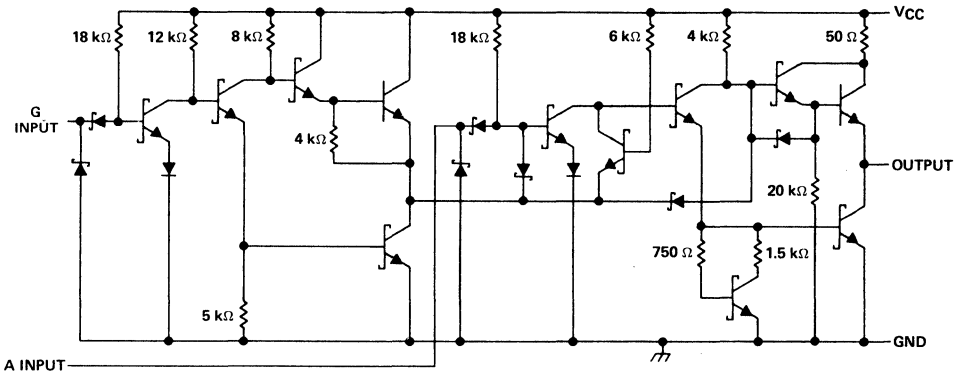 VCC
18 kΩ 12 kΩ 8 kΩ 18 kΩ 6 kΩ 4 kΩ 50 Ω
G
INPUT
4 kΩ
OUTPUT
20 kΩ
750 Ω 1.5 kΩ
5 kΩ
GND
A INPUT